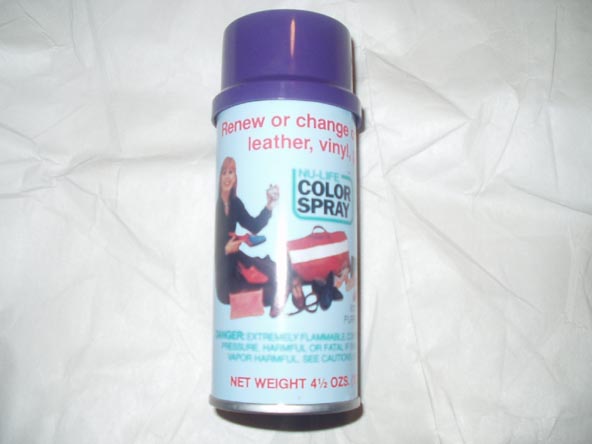 Renew or change
leather, vinyl,
NU-LIFE
COLOR
SPRAY
DANGER: EXTREMELY FLAMMABLE,
PRESSURE, HARMFUL OR FATAL IF
VAPOR HARMFUL. SEE CAUTIONS
NET WEIGHT 4½ OZS.